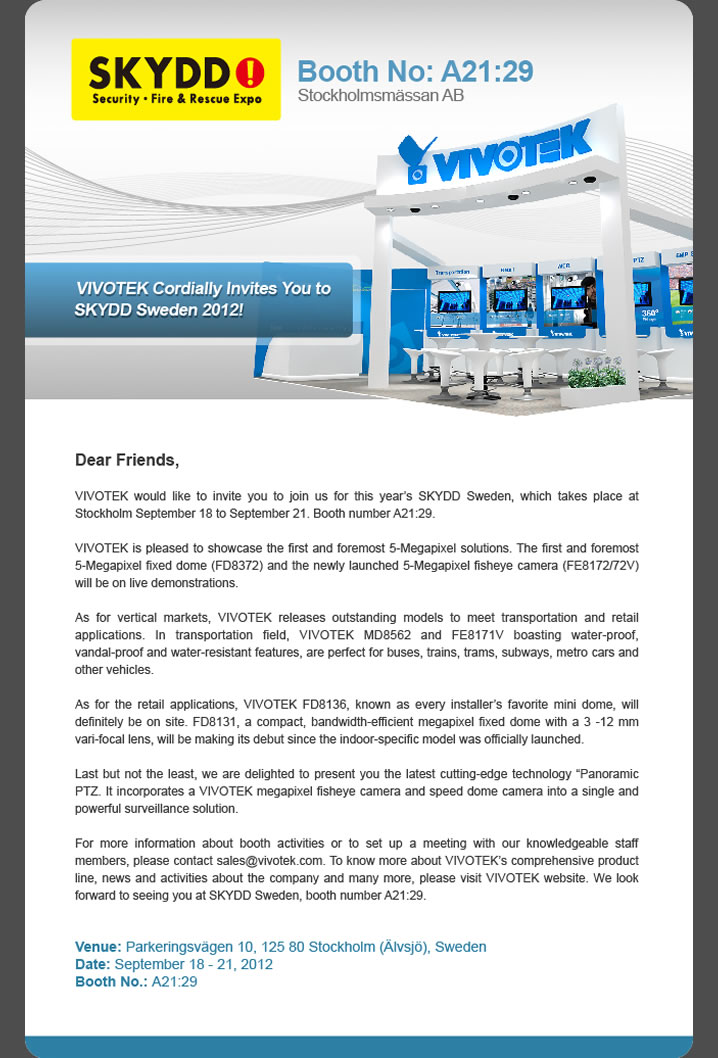 SKYDD!
Security • Fire & Rescue Expo
Booth No: A21:29
Stockholmsmässan AB
VIVOTEK
VIVOTEK Cordially Invites You to
SKYDD Sweden 2012!
Transportation
Retail
PTZ
360°
Dear Friends,
VIVOTEK would like to invite you to join us for this year’s SKYDD Sweden, which takes place at
Stockholm September 18 to September 21. Booth number A21:29.
VIVOTEK is pleased to showcase the first and foremost 5-Megapixel solutions. The first and foremost
5-Megapixel fixed dome (FD8372) and the newly launched 5-Megapixel fisheye camera (FE8172/72V)
will be on live demonstrations.
As for vertical markets, VIVOTEK releases outstanding models to meet transportation and retail
applications. In transportation field, VIVOTEK MD8562 and FE8171V boasting water-proof,
vandal-proof and water-resistant features, are perfect for buses, trains, trams, subways, metro cars and
other vehicles.
As for the retail applications, VIVOTEK FD8136, known as every installer’s favorite mini dome, will
definitely be on site. FD8131, a compact, bandwidth-efficient megapixel fixed dome with a 3 -12 mm
vari-focal lens, will be making its debut since the indoor-specific model was officially launched.
Last but not the least, we are delighted to present you the latest cutting-edge technology “Panoramic
PTZ. It incorporates a VIVOTEK megapixel fisheye camera and speed dome camera into a single and
powerful surveillance solution.
For more information about booth activities or to set up a meeting with our knowledgeable staff
members, please contact sales@vivotek.com. To know more about VIVOTEK’s comprehensive product
line, news and activities about the company and many more, please visit VIVOTEK website. We look
forward to seeing you at SKYDD Sweden, booth number A21:29.
Venue: Parkeringsvägen 10, 125 80 Stockholm (Älvsjö), Sweden
Date: September 18 - 21, 2012
Booth No.: A21:29